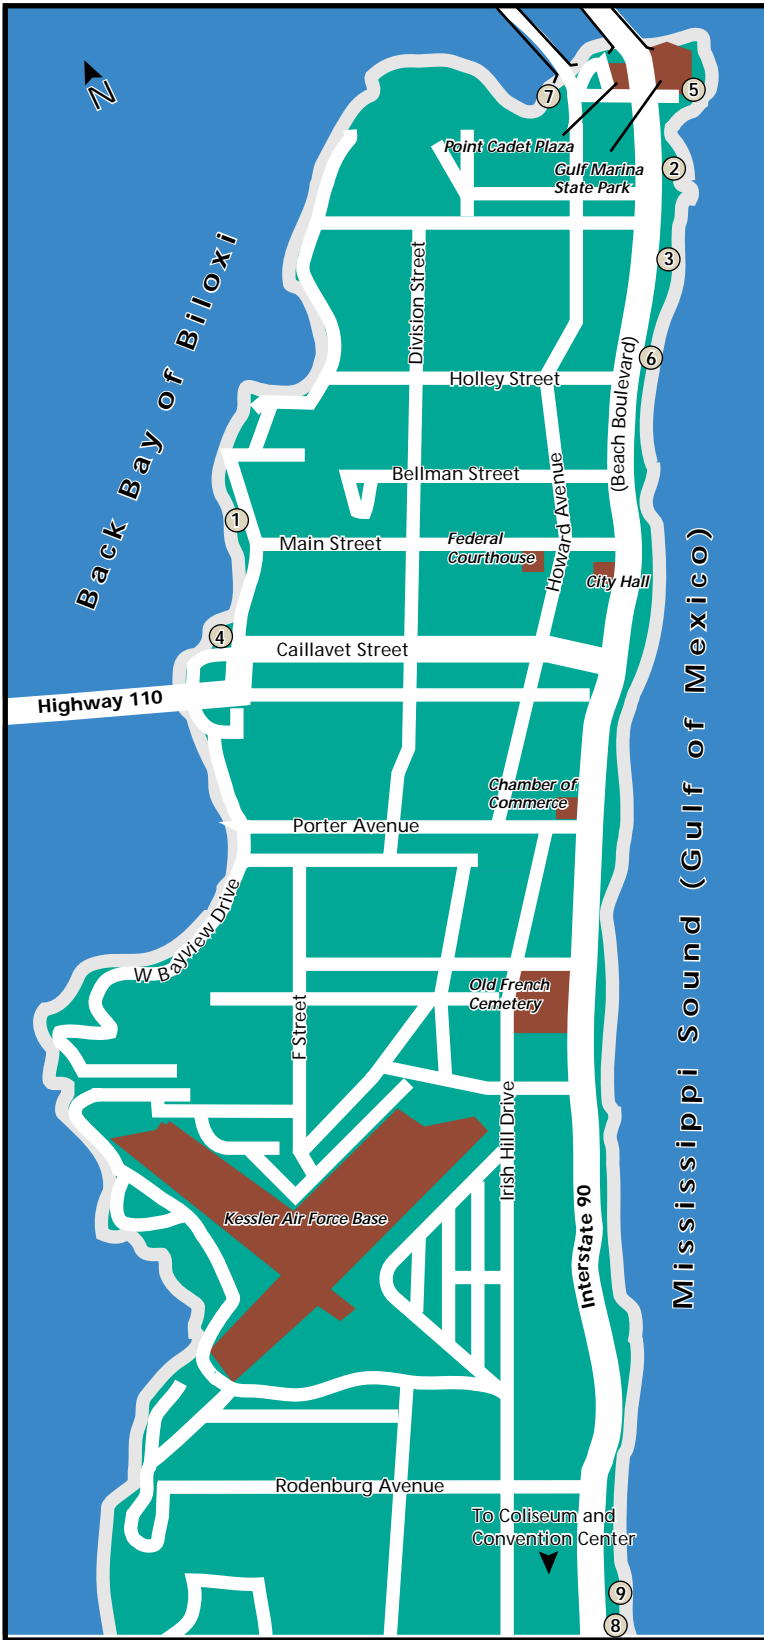 N
7
5
Point Cadet Plaza
Gulf Marina
State Park
2
3
Back Bay of Biloxi
Division Street
(Beach Boulevard)
6
Holley Street
Howard Avenue
Bellman Street
1
Main Street
Federal
Courthouse
City Hall
4
Caillavet Street
Highway 110
Mississippi Sound (Gulf of Mexico)
Chamber of
Commerce
Porter Avenue
W Bayview Drive
F Street
Old French
Cemetery
Irish Hill Drive
Kessler Air Force Base
Interstate 90
Rodenburg Avenue
To Coliseum and
Convention Center
9
8